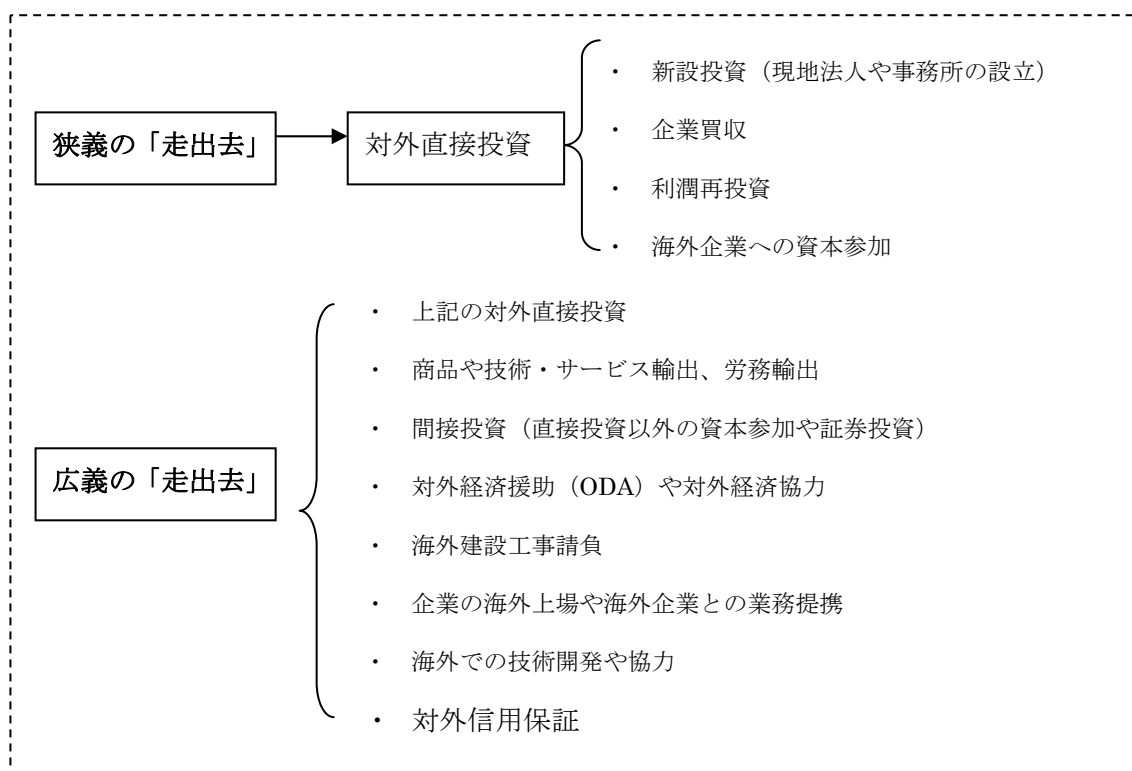 ・ 新設投資（現地法人や事務所の設立）
狭義の「走出去」
対外直接投資
・ 企業買収
・ 利潤再投資
・ 海外企業への資本参加
・ 上記の対外直接投資
・ 商品や技術・サービス輸出、労務輸出
・ 間接投資（直接投資以外の資本参加や証券投資）
広義の「走出去」
・ 対外経済援助（ODA）や対外経済協力
・ 海外建設工事請負
・ 企業の海外上場や海外企業との業務提携
・ 海外での技術開発や協力
・ 対外信用保証